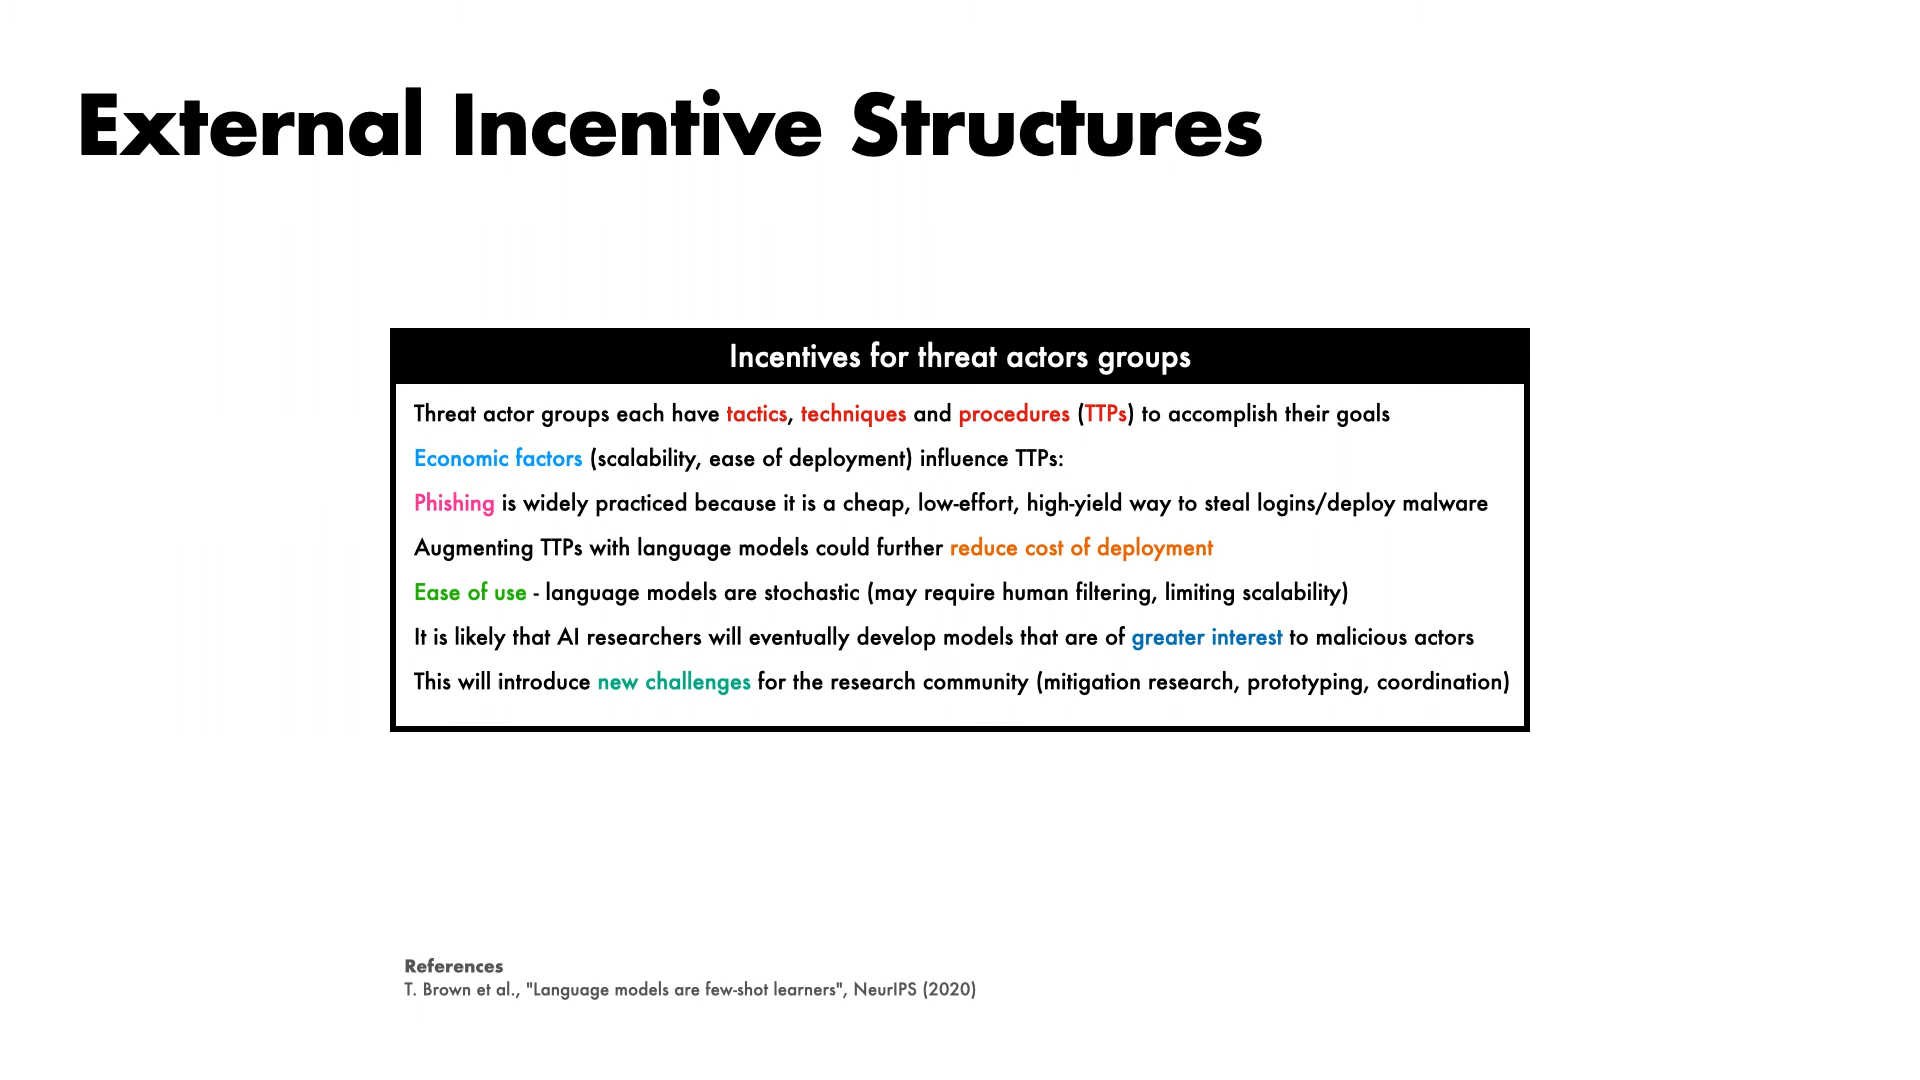 External Incentive Structures
Incentives for threat actors groups
Threat actor groups each have tactics, techniques and procedures (TTPs) to accomplish their goals
Economic factors (scalability, ease of deployment) influence TTPs:
Phishing is widely practiced because it is a cheap, low-effort, high-yield way to steal logins/deploy malware
Augmenting TTPs with language models could further reduce cost of deployment
Ease of use - language models are stochastic (may require human filtering, limiting scalability)
It is likely that AI researchers will eventually develop models that are of greater interest to malicious actors
This will introduce new challenges for the research community (mitigation research, prototyping, coordination)
References
T. Brown et al., "Language models are few-shot learners", NeurIPS (2020)